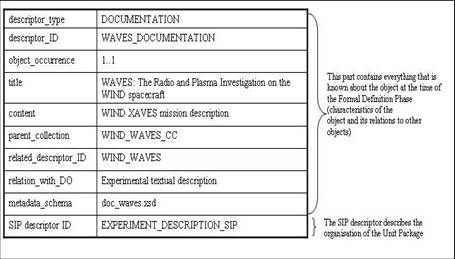 descriptor_type DOCUMENTATION
descriptor_ID WAVES_DOCUMENTATION
object_occurrence 1..1
title WAVES: The Radio and Plasma Investigation on the
WIND spacecraft
content WIND XAVES mission description
parent_collection WIND_WAVES_CC
related_descriptor_ID WIND_WAVES
relation_with_DO Experimental textual description
metadata_schema doc_waves.xsd
SIP descriptor ID EXPERIMENT_DESCRIPTION_SIP
This part contains everything that is
known about the object at the time of
the Formal Definition Phase
(characteristics of the
object and its relations to other
objects)
The SIP descriptor describes the
organisation of the Unit Package